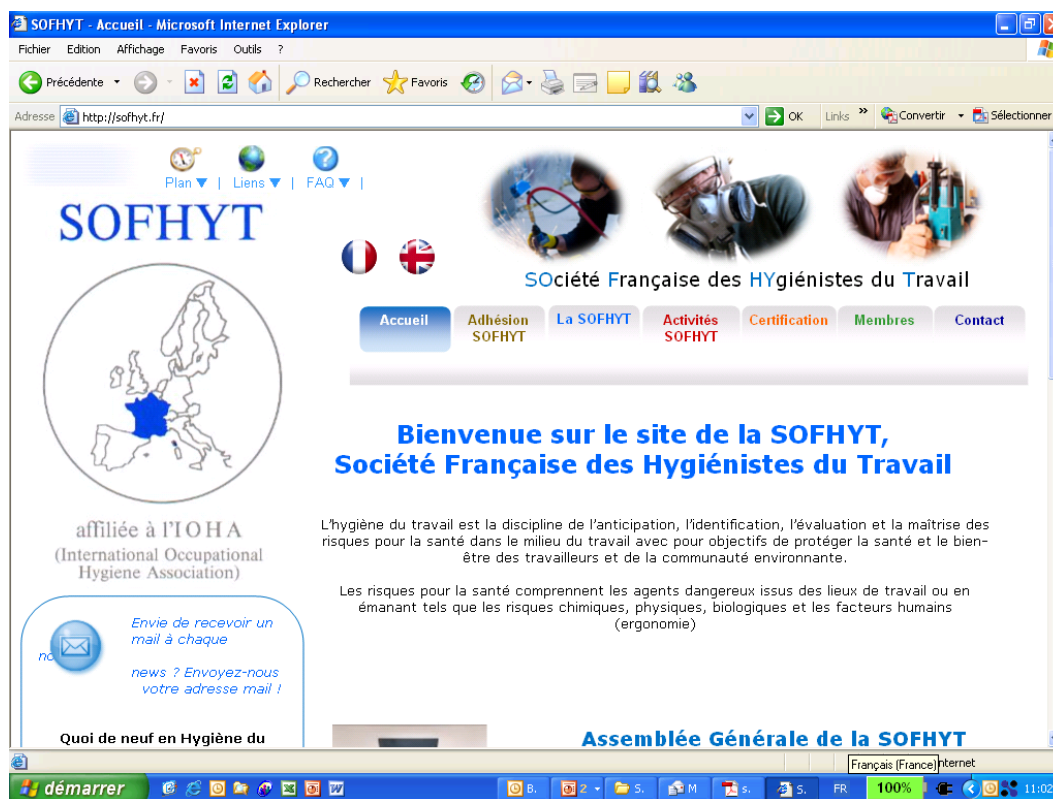 SOFHYT - Accueil - Microsoft Internet Explorer
Fichier Edition Affichage Favoris Outils ?
Précédente Rechercher Favoris
Adresse http://sofhyt.fr/ OK Links » Convertir Sélectionner
Plan ▼ | Liens ▼ | FAQ ▼ |
SOFHYT
SOciété Française des HYgiénistes du Travail
Accueil
Adhésion
SOFHYT
La SOFHYT
Activités
SOFHYT
Certification
Membres
Contact
Bienvenue sur le site de la SOFHYT,
Société Française des Hygiénistes du Travail
affiliée à l'I O H A
(International Occupational
Hygiene Association)
L'hygiène du travail est la discipline de l'anticipation, l'identification, l'évaluation et la maîtrise des
risques pour la santé dans le milieu du travail avec pour objectifs de protéger la santé et le bien-
être des travailleurs et de la communauté environnante.
Les risques pour la santé comprennent les agents dangereux issus des lieux de travail ou en
émanant tels que les risques chimiques, physiques, biologiques et les facteurs humains
(ergonomie)
Envie de recevoir un
mail à chaque
news ? Envoyez-nous
votre adresse mail !
Quoi de neuf en Hygiène du
Assemblée Générale de la SOFHYT
Français (France)
démarrer B. 2 S. M s. S. FR 100% 11:02